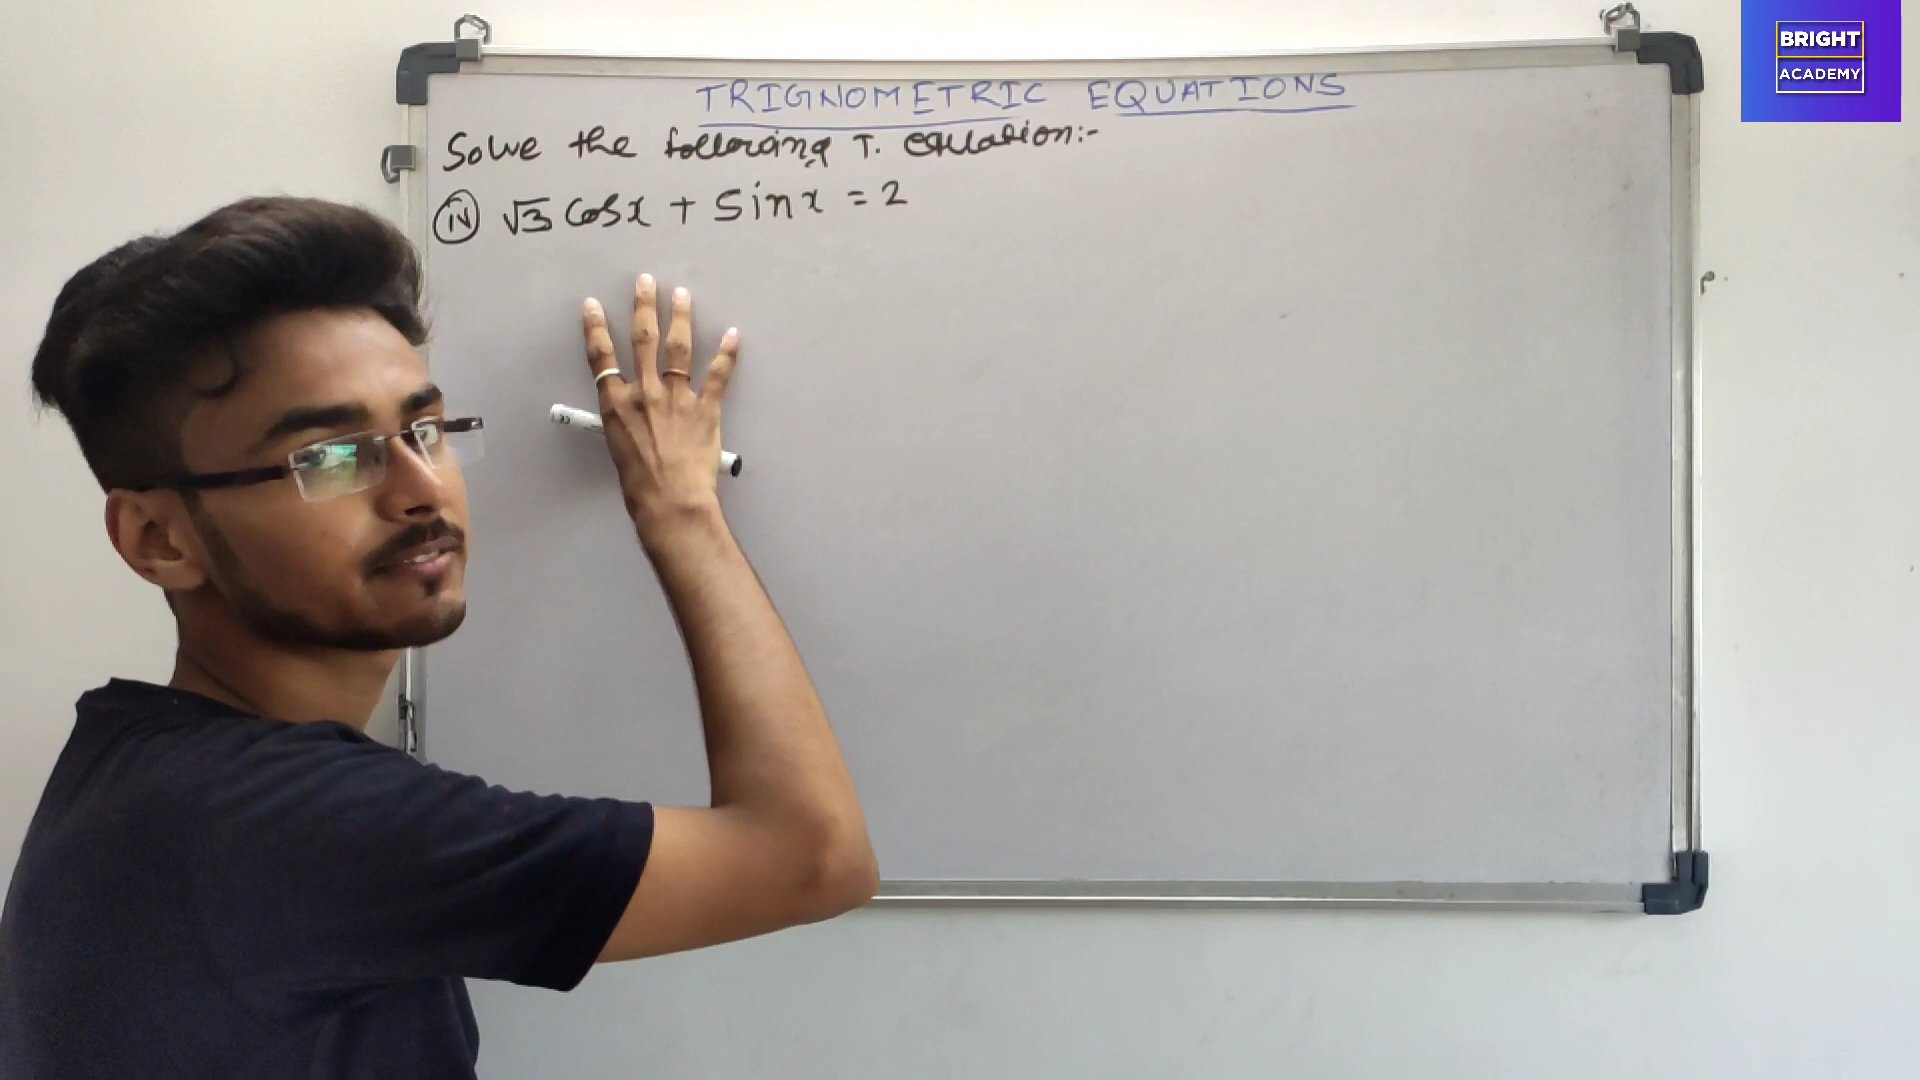 BRIGHT
ACADEMY
TRIGNOMETRIC EQUATIONS
Solve the following T. equation:-
(iv) √3 Cosx + Sinx = 2